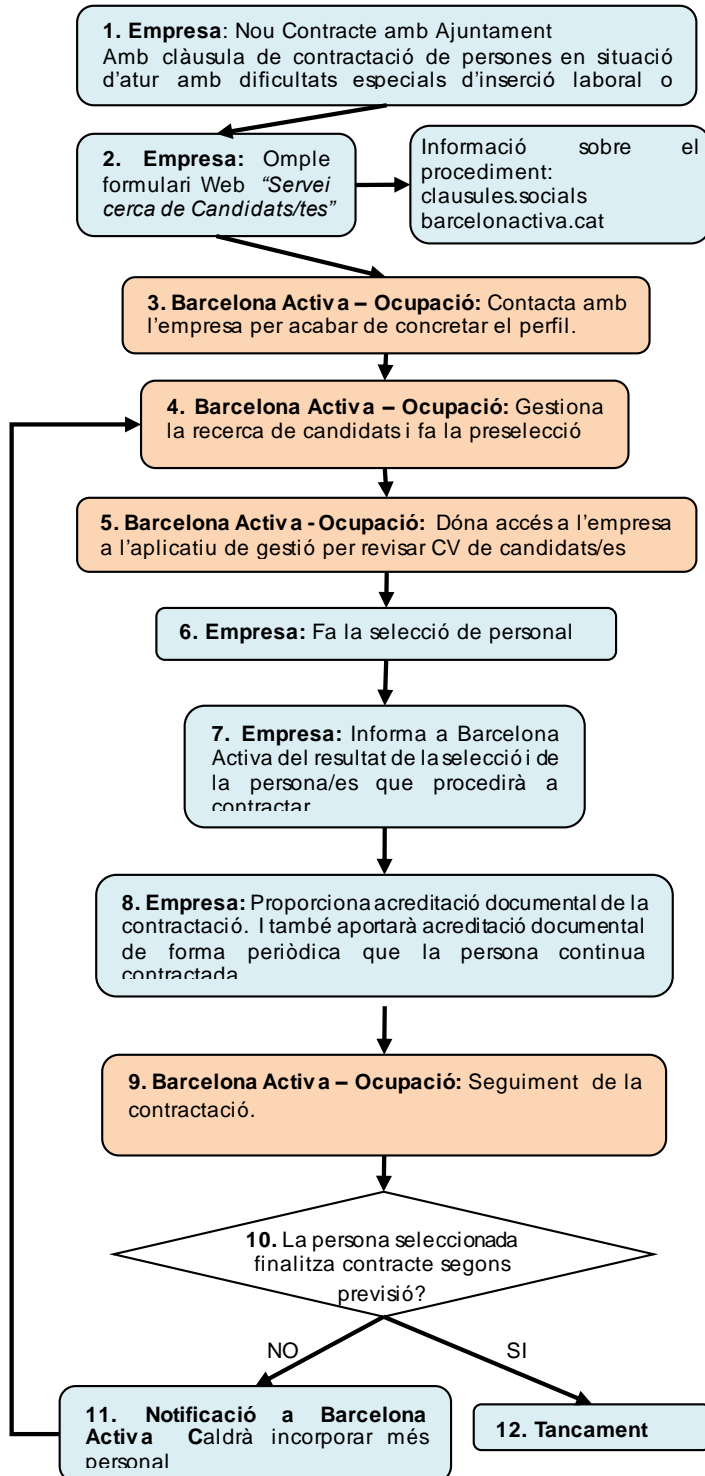 1. Empresa: Nou Contracte amb Ajuntament
Amb clàusula de contractació de persones en situació
d'atur amb dificultats especials d'inserció laboral o
2. Empresa: Omple
formulari Web "Servei
cerca de Candidats/tes"
Informació sobre el
procediment:
clausules.socials
barcelonactiva.cat
3. Barcelona Activa – Ocupació: Contacta amb
l'empresa per acabar de concretar el perfil.
4. Barcelona Activa – Ocupació: Gestiona
la recerca de candidats i fa la preselecció
5. Barcelona Activa - Ocupació: Dóna accés a l'empresa
a l'aplicatiu de gestió per revisar CV de candidats/es
6. Empresa: Fa la selecció de personal
7. Empresa: Informa a Barcelona
Activa del resultat de la selecció i de
la persona/es que procedirà a
contractar
8. Empresa: Proporciona acreditació documental de la
contractació. I també aportarà acreditació documental
de forma periòdica que la persona continua
contractada
9. Barcelona Activa – Ocupació: Seguiment de la
contractació.
10. La persona seleccionada
finalitza contracte segons
previsió?
NO
SI
11. Notificació a Barcelona
Activa Caldrà incorporar més
personal
12. Tancament